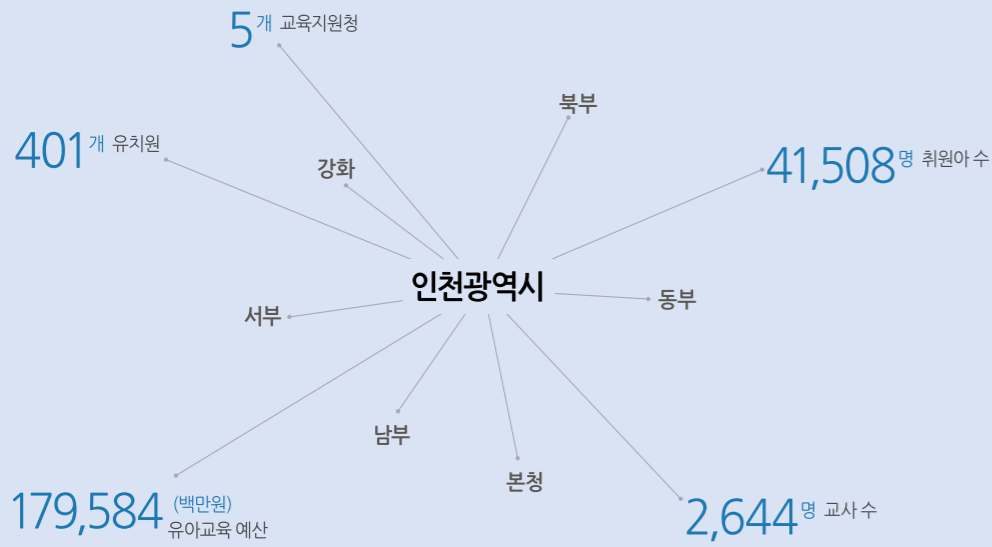 5개 교육지원청
북부
401개 유치원
41,508명 취원아 수
강화
인천광역시
서부
동부
남부
본청
179,584 (백만원)
유아교육 예산
2,644명 교사 수